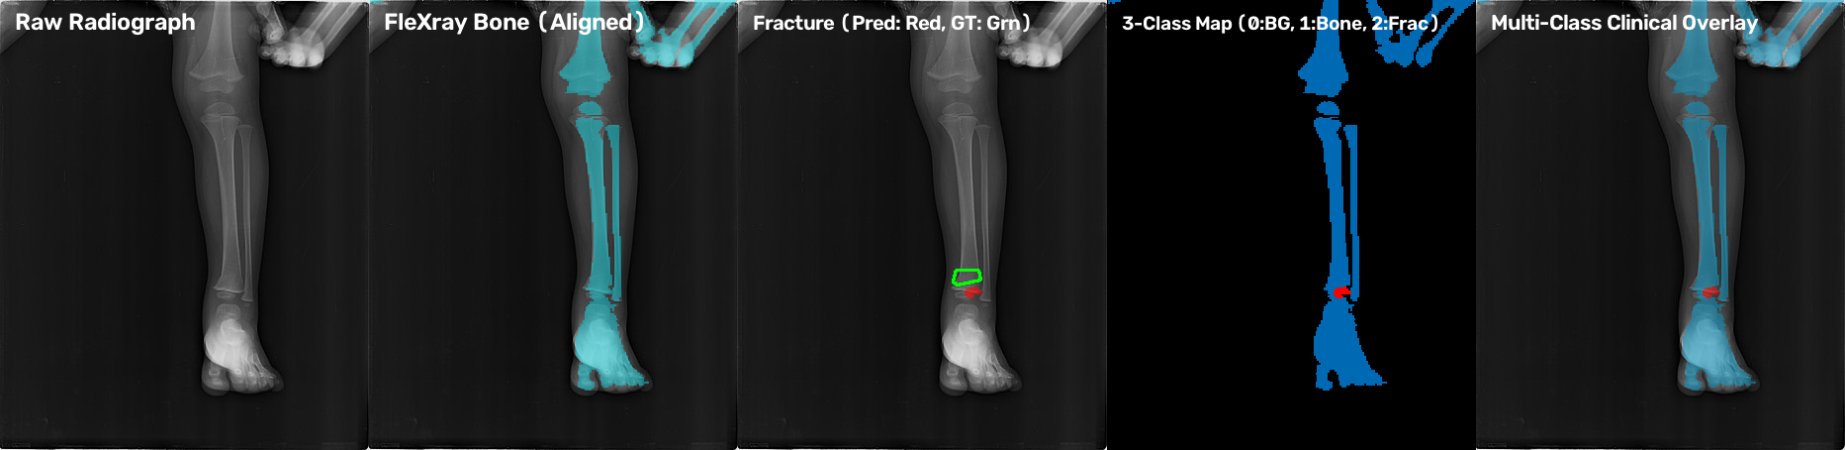 Raw Radiograph
FleXray Bone (Aligned)
Fracture (Pred: Red, GT: Grn)
3-Class Map (0:BG, 1:Bone, 2:Frac)
Multi-Class Clinical Overlay